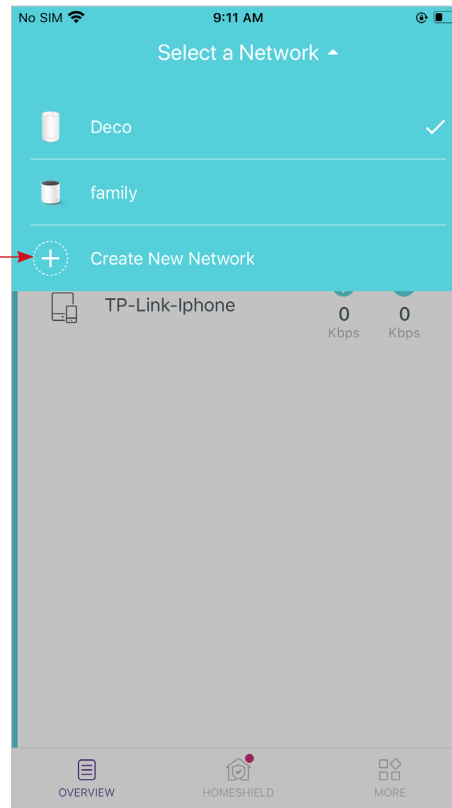 No SIM 9:11 AM
Select a Network
Deco
family
Create New Network
TP-Link-Iphone
0 0
Kbps Kbps
OVERVIEW HOMESHIELD MORE